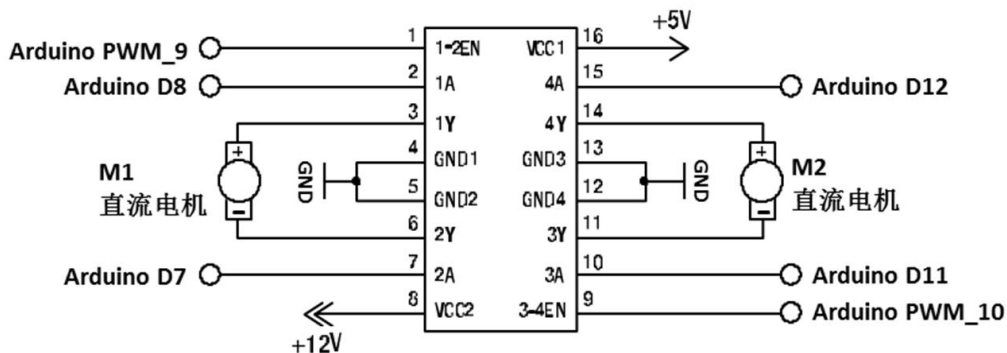 +5V
1
1-2EN
VCC1
16
Arduino PWM_9
2
1A
4A
15
Arduino D8
Arduino D12
3
1Y
4Y
14
+
+
M1
直流电机
GND
4
GND1
GND3
13
GND
M2
直流电机
5
GND2
GND4
12
-
-
6
2Y
3Y
11
Arduino D7
7
2A
3A
10
Arduino D11
8
VCC2
3-4EN
9
Arduino PWM_10
+12V